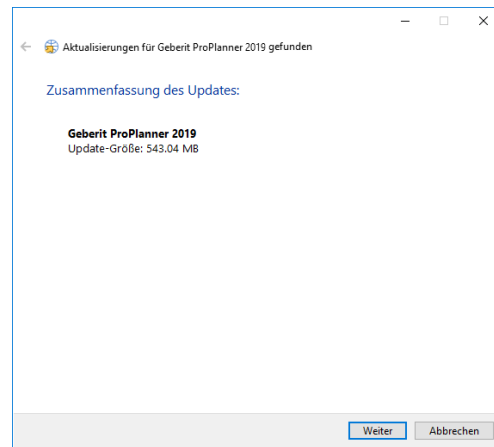 Aktualisierungen für Geberit ProPlanner 2019 gefunden
Zusammenfassung des Updates:
Geberit ProPlanner 2019
Update-Größe: 543.04 MB
Weiter
Abbrechen